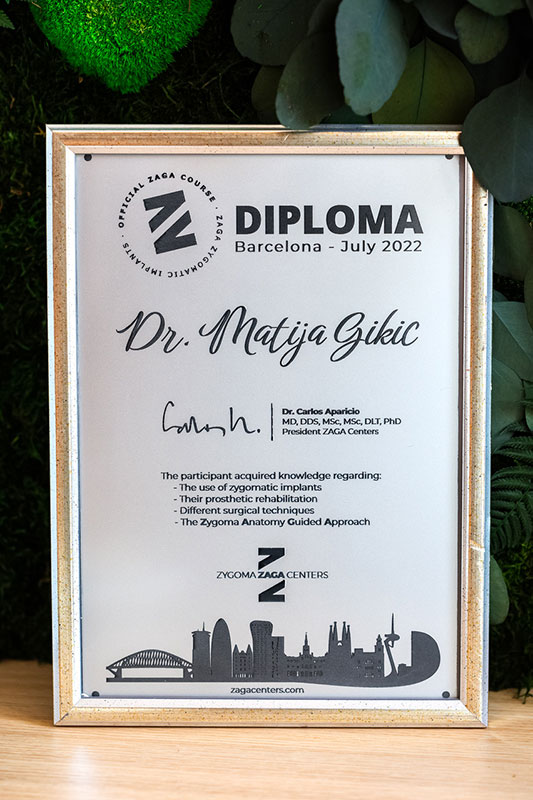 OFFICIAL ZAGA COURSE · ZAGA ZYGOMATIC IMPLANTS ·
DIPLOMA
Barcelona - July 2022
Dr. Matija Gikic
Dr. Carlos Aparicio
MD, DDS, MSc, MSc, DLT, PhD
President ZAGA Centers
The participant acquired knowledge regarding:
- The use of zygomatic implants
- Their prosthetic rehabilitation
- Different surgical techniques
- The Zygoma Anatomy Guided Approach
ZYGOMA ZAGA CENTERS
zagacenters.com